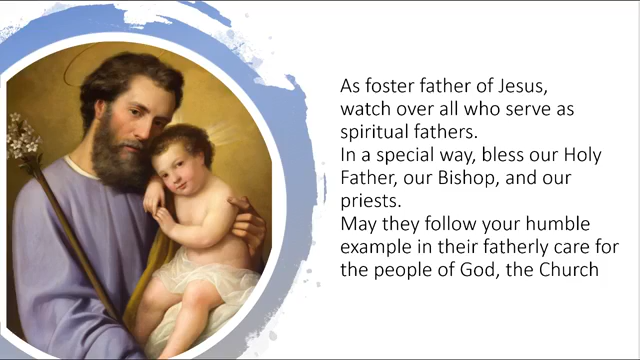 As foster father of Jesus,
watch over all who serve as
spiritual fathers.
In a special way, bless our Holy
Father, our Bishop, and our
priests.
May they follow your humble
example in their fatherly care for
the people of God, the Church